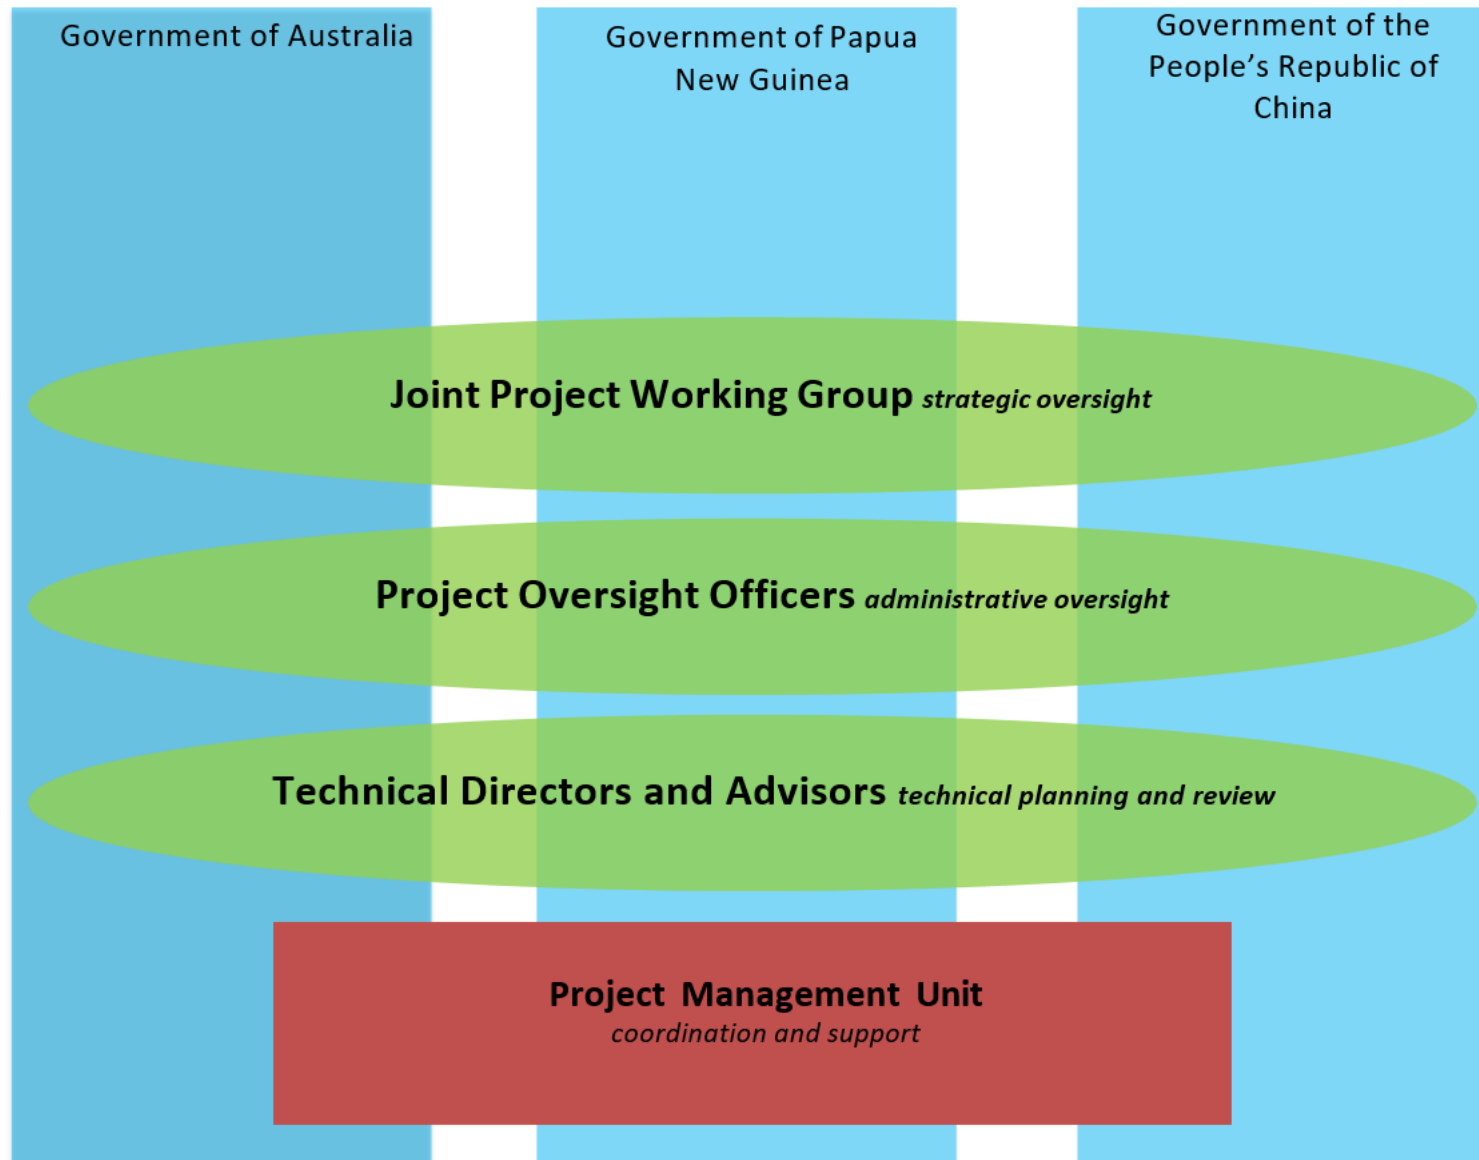 Government of Australia
Government of Papua
New Guinea
Government of the
People's Republic of
China
Joint Project Working Group strategic oversight
Project Oversight Officers administrative oversight
Technical Directors and Advisors technical planning and review
Project Management Unit
coordination and support